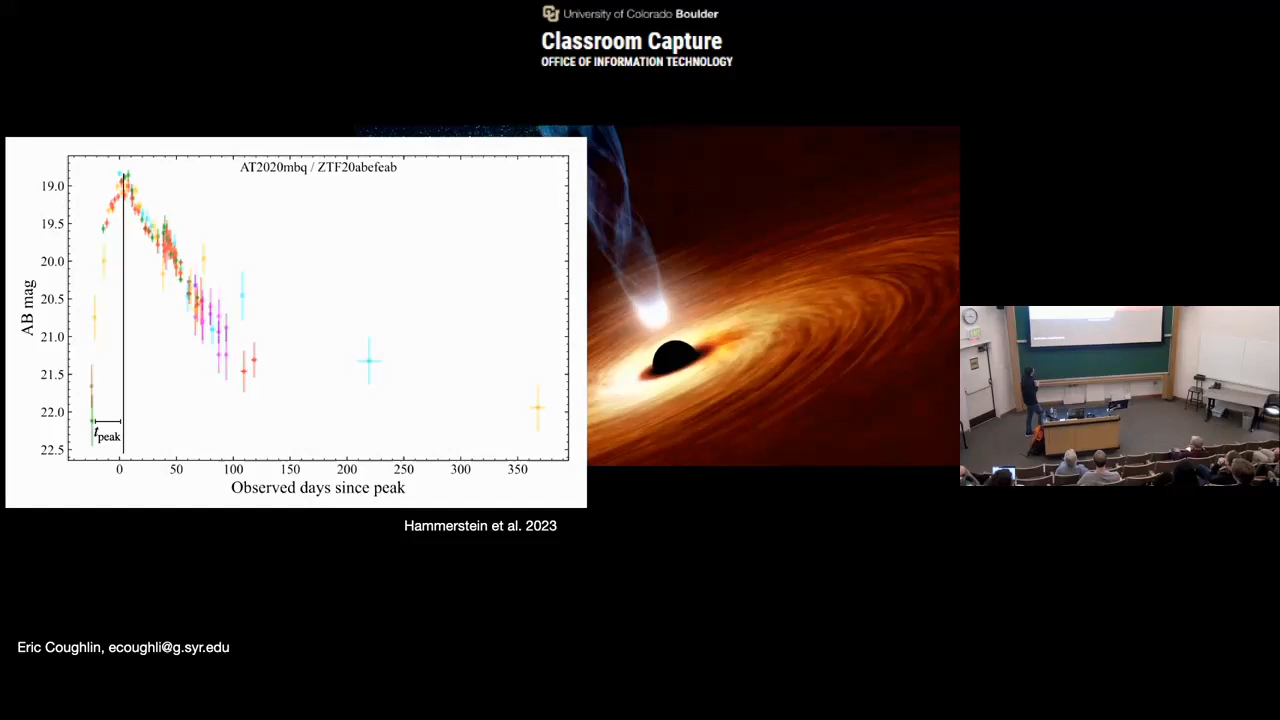 University of Colorado Boulder
Classroom Capture
OFFICE OF INFORMATION TECHNOLOGY
AT2020mbq / ZTF20abefeab
19.0
19.5
20.0
20.5
21.0
21.5
22.0
22.5
AB mag
tpeak
0 50 100 150 200 250 300 350
Observed days since peak
Hammerstein et al. 2023
Eric Coughlin, ecoughli@g.syr.edu